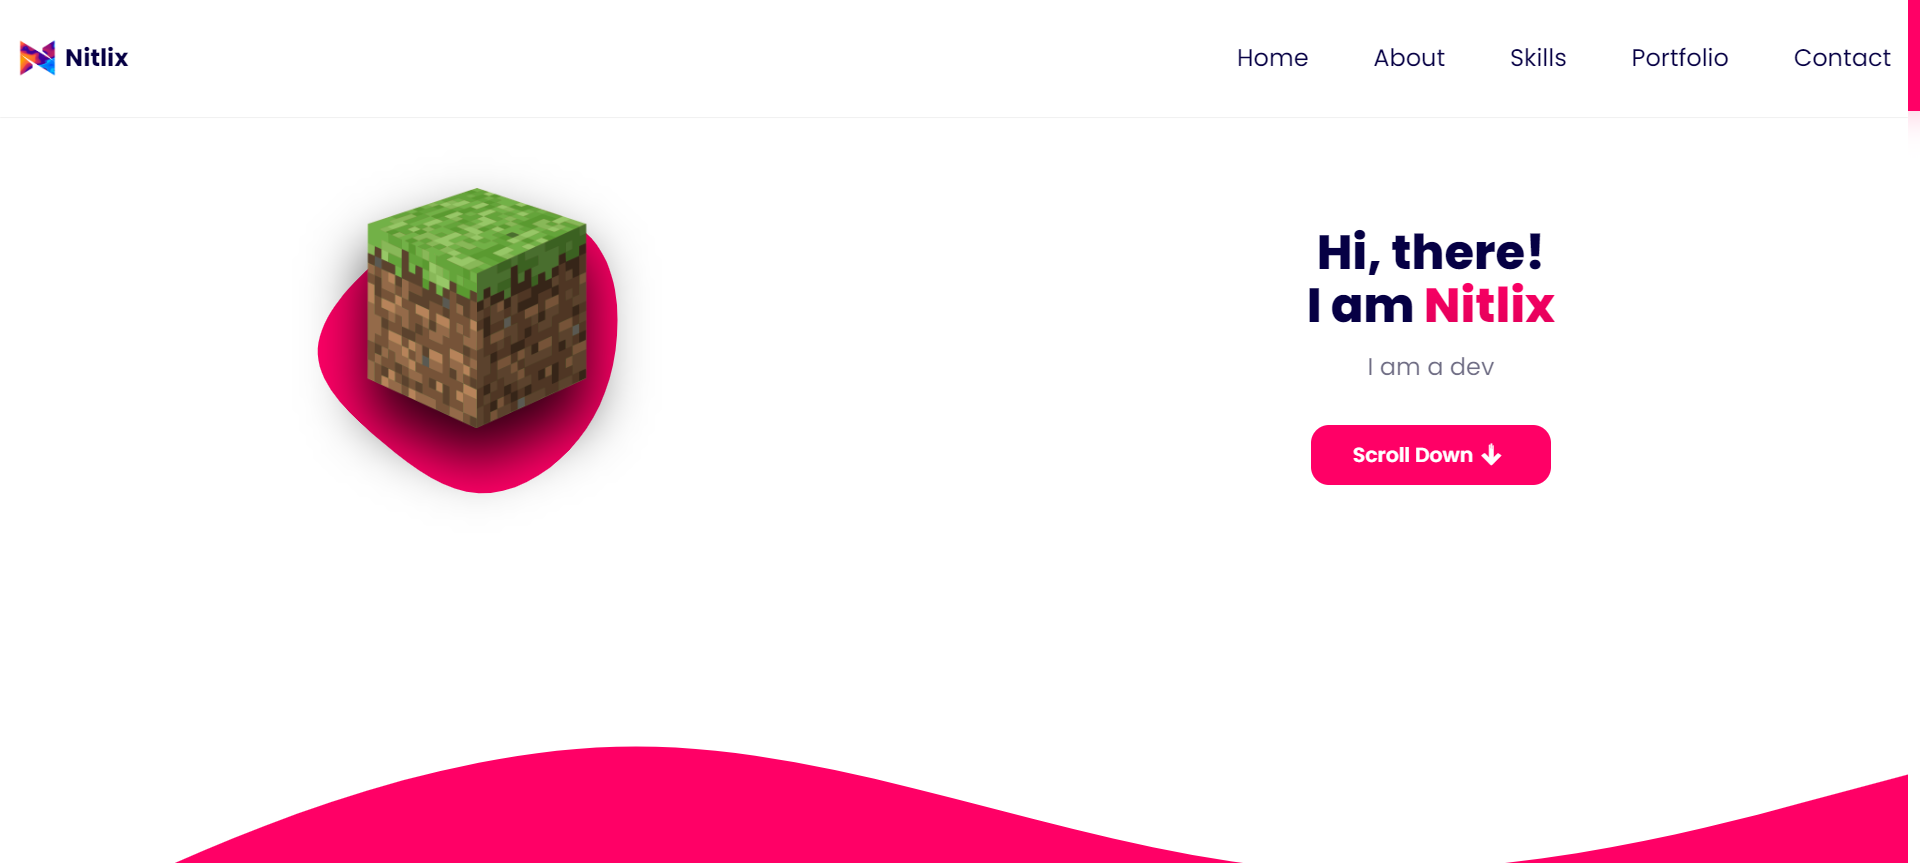 Nitlix
Home About Skills Portfolio Contact
Hi, there!
I am Nitlix
I am a dev
Scroll Down